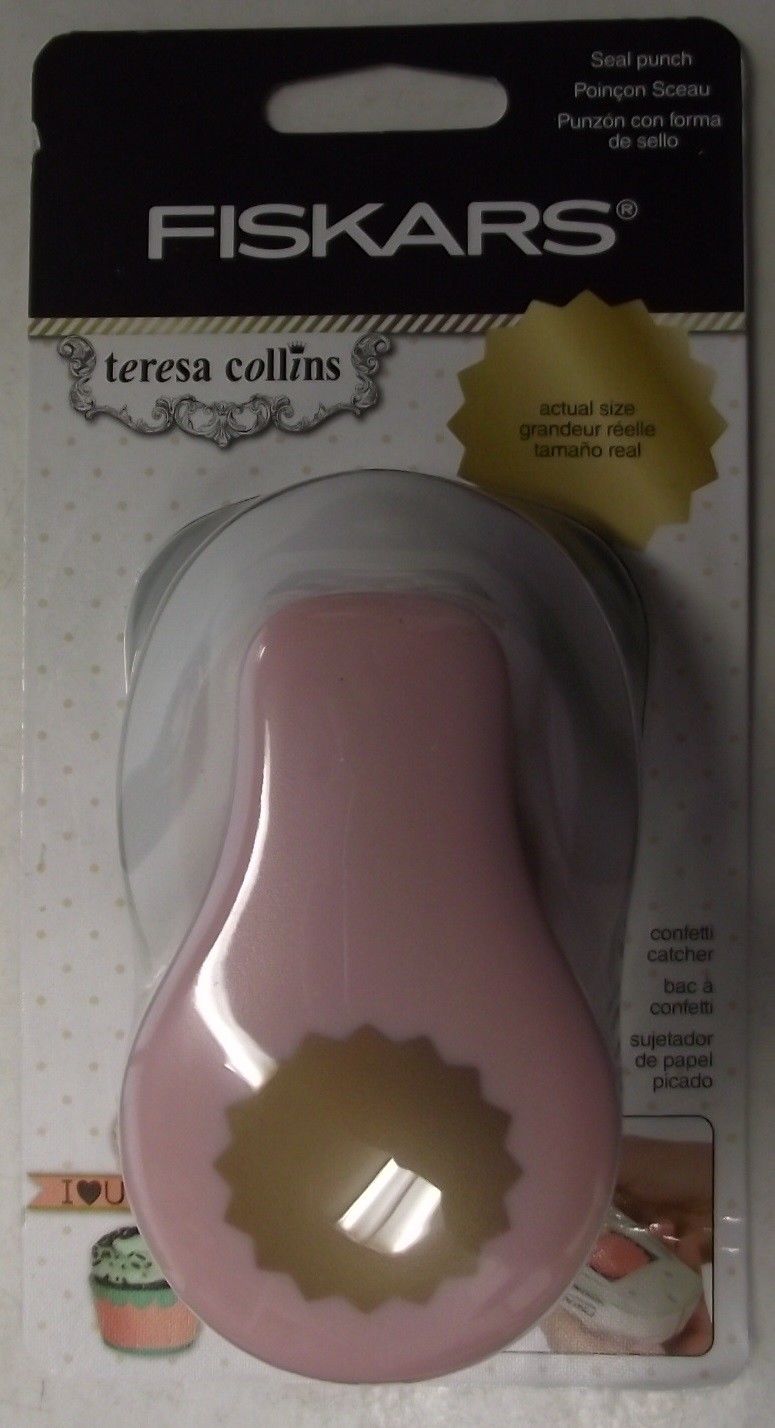 Seal punch
Poinçon Sceau
Punzón con forma
de sello
FISKARS®
teresa collins
actual size
grandeur réelle
tamaño real
confetti
catcher
bac à
confetti
sujetador
de papel
picado
I♥U